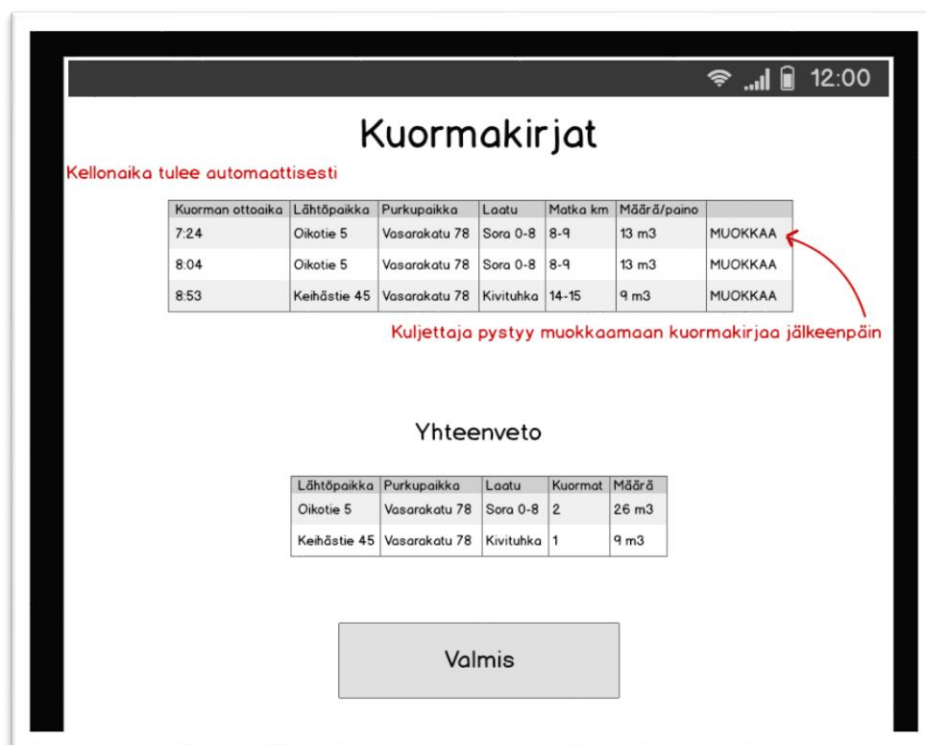 12:00
Kuormakirjat
Kellonaika tulee automaattisesti
Kuorman ottoaika Lähtöpaikka Purkupaikka Laatu Matka km Määrä/paino
7:24 Oikotie 5 Vasarakatu 78 Sora 0-8 8-9 13 m3 MUOKKAA
8:04 Oikotie 5 Vasarakatu 78 Sora 0-8 8-9 13 m3 MUOKKAA
8:53 Keihästie 45 Vasarakatu 78 Kivituhka 14-15 9 m3 MUOKKAA
Kuljettaja pystyy muokkaamaan kuormakirjaa jälkeenpäin
Yhteenveto
Lähtöpaikka Purkupaikka Laatu Kuormat Määrä
Oikotie 5 Vasarakatu 78 Sora 0-8 2 26 m3
Keihästie 45 Vasarakatu 78 Kivituhka 1 9 m3
Valmis